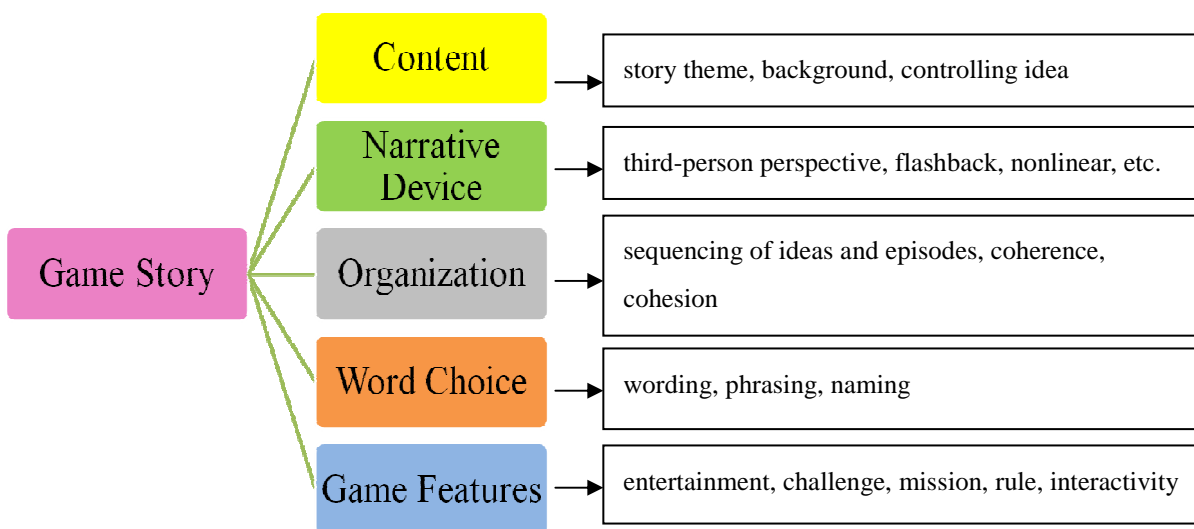 Game Story
Content
story theme, background, controlling idea
Narrative
Device
third-person perspective, flashback, nonlinear, etc.
Organization
sequencing of ideas and episodes, coherence,
cohesion
Word Choice
wording, phrasing, naming
Game Features
entertainment, challenge, mission, rule, interactivity